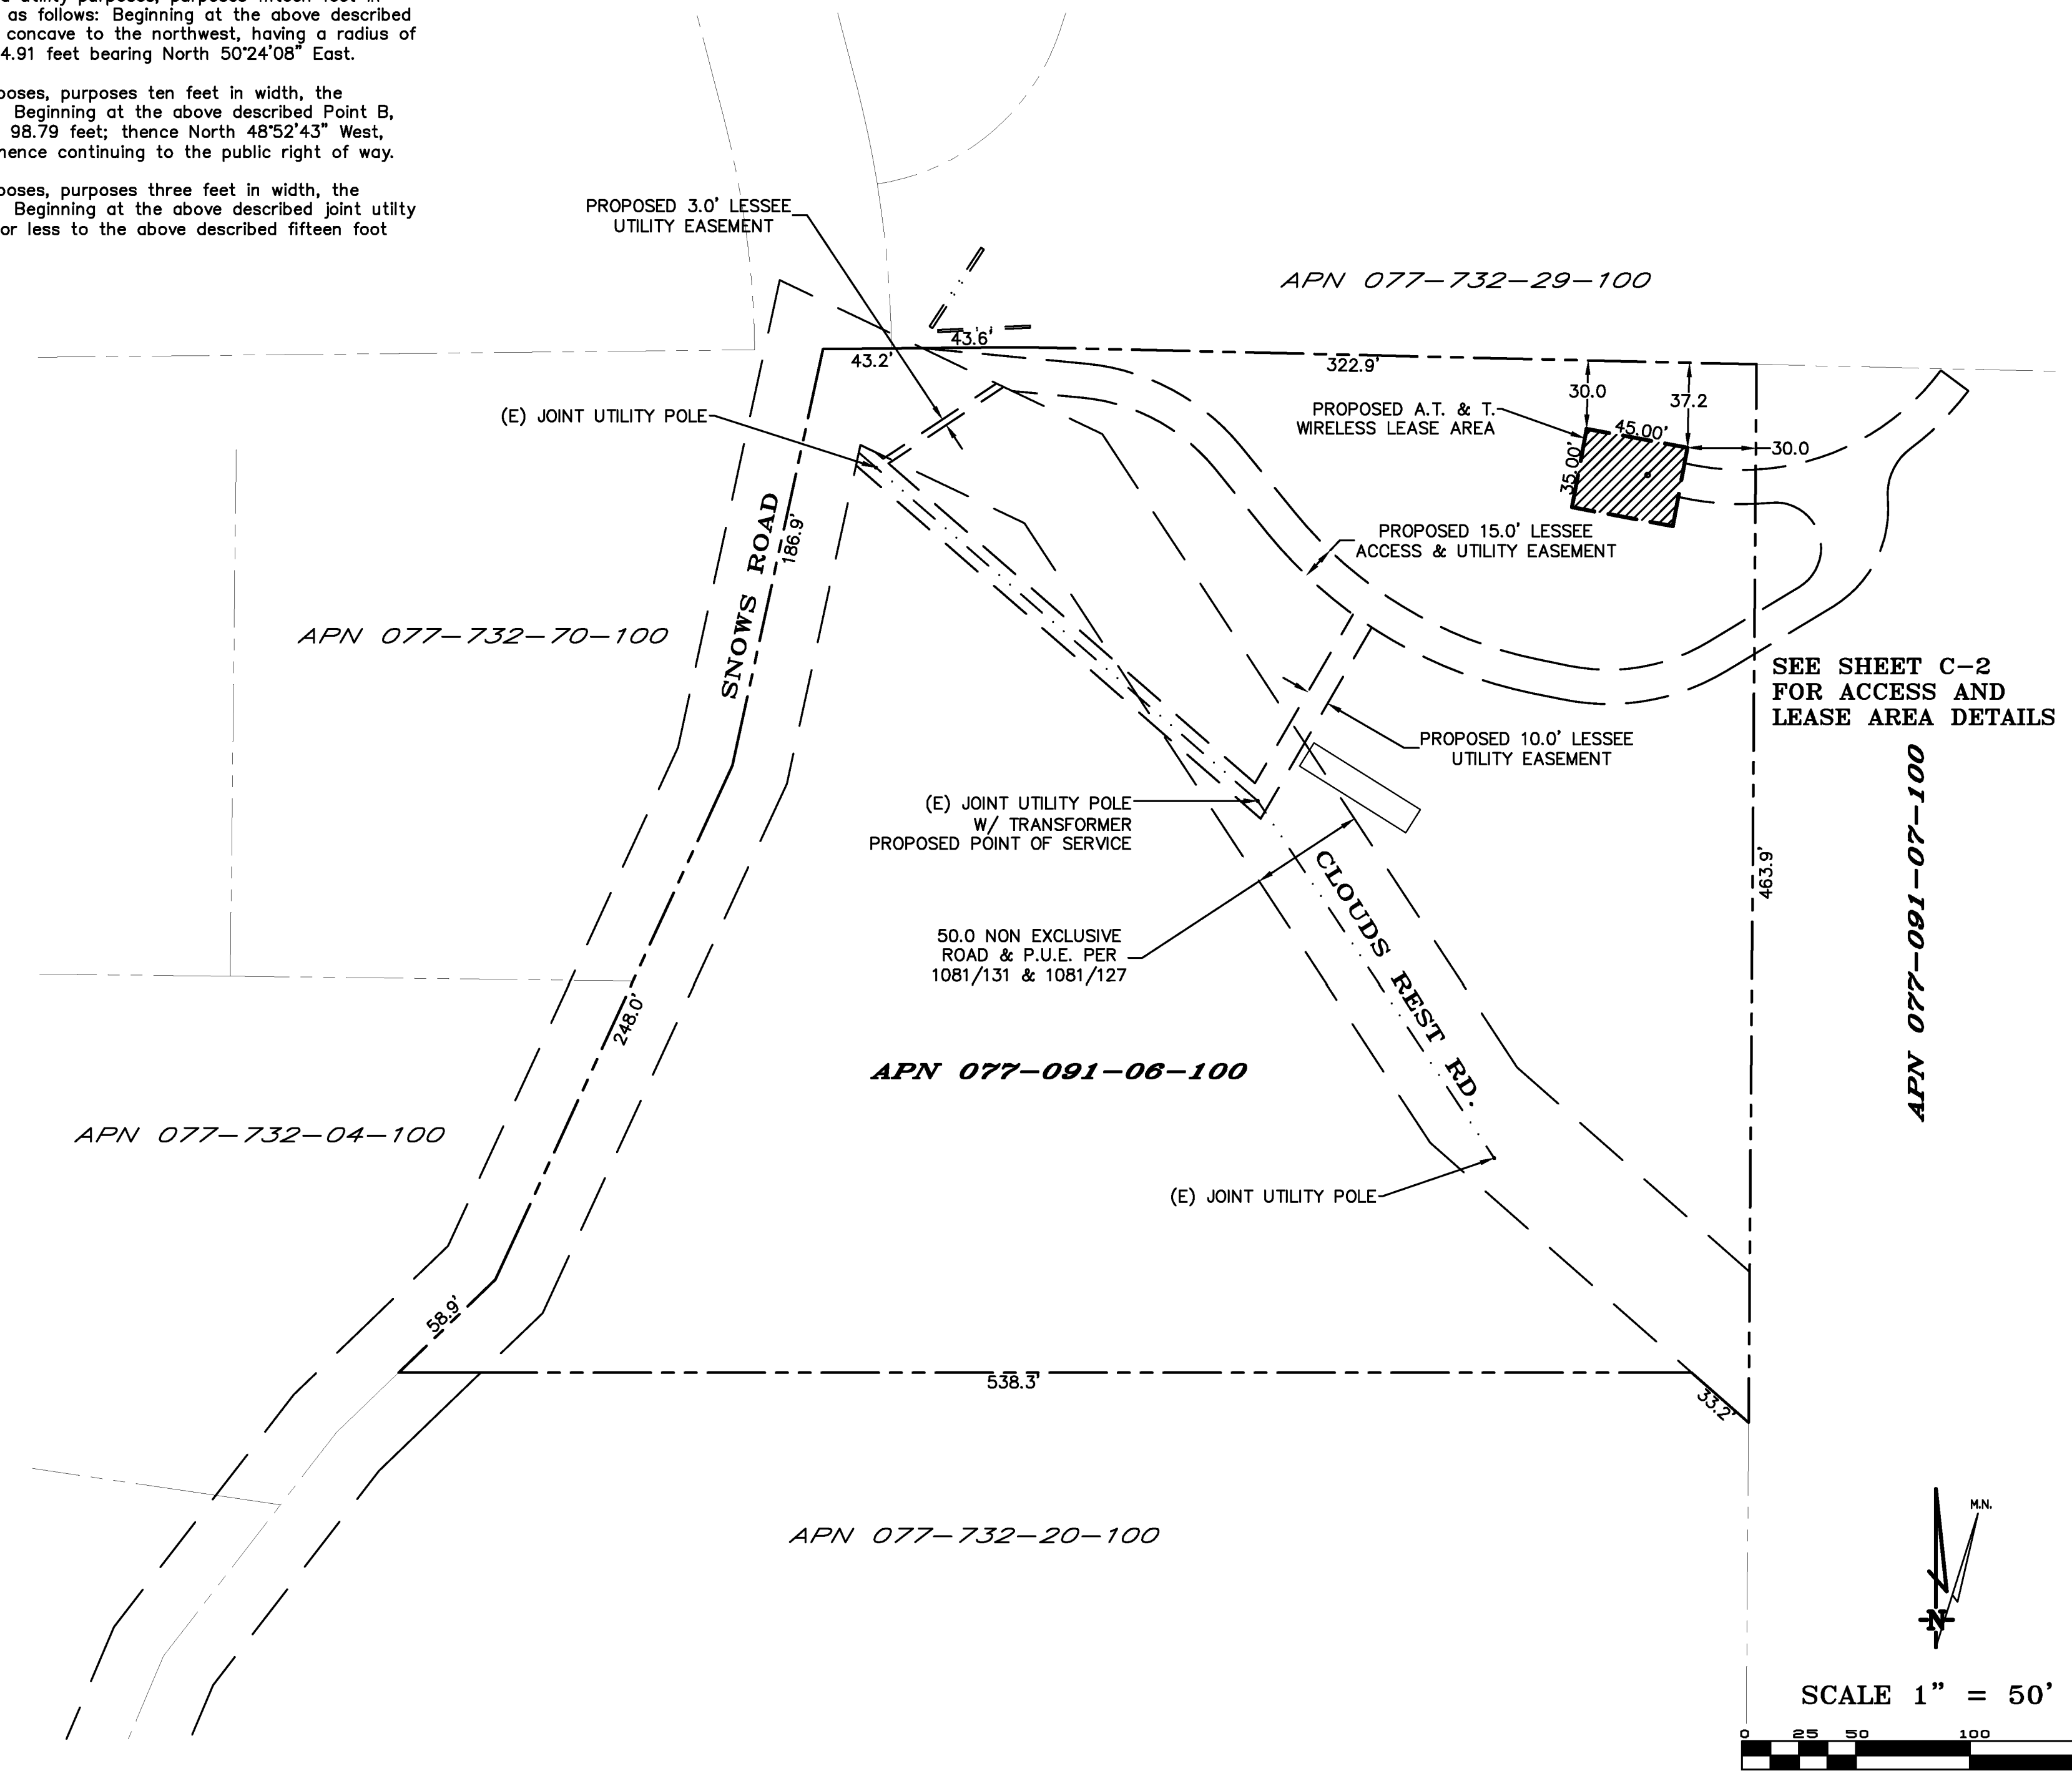 as follows: Beginning at the above described
concave to the northwest, having a radius of
4.91 feet bearing North 50°24'08" East.
purposes ten feet in width, the
Beginning at the above described Point B,
98.79 feet; thence North 48°52'43" West,
continuing to the public right of way.
purposes three feet in width, the
Beginning at the above described joint utilty
or less to the above described fifteen foot
PROPOSED 3.0' LESSEE
UTILITY EASEMENT
APN 077-732-29-100
43.6'
43.2'
322.9'
30.0
37.2
(E) JOINT UTILITY POLE
PROPOSED A.T. & T.
WIRELESS LEASE AREA
45.00'
30.0
35.00'
SNOWS ROAD
186.9'
PROPOSED 15.0' LESSEE
ACCESS & UTILITY EASEMENT
APN 077-732-70-100
SEE SHEET C-2
FOR ACCESS AND
LEASE AREA DETAILS
PROPOSED 10.0' LESSEE
UTILITY EASEMENT
(E) JOINT UTILITY POLE
W/ TRANSFORMER
PROPOSED POINT OF SERVICE
463.9'
APN 077-091-07-100
CLOUDS REST RD.
50.0 NON EXCLUSIVE
ROAD & P.U.E. PER
1081/131 & 1081/127
248.0'
APN 077-091-06-100
APN 077-732-04-100
(E) JOINT UTILITY POLE
58.9'
538.3'
33.2'
M.N.
APN 077-732-20-100
N
SCALE 1" = 50'
0 25 50 100